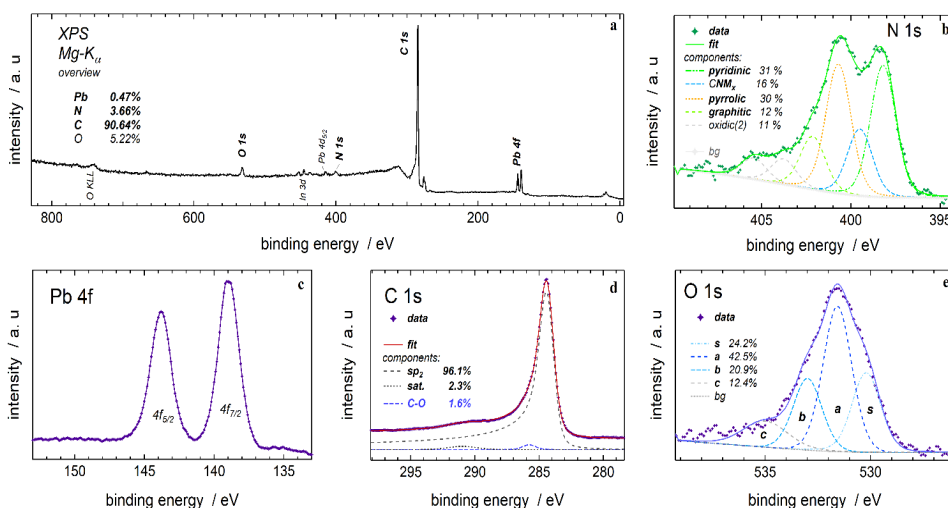 a
XPS
Mg-Kα
overview
Pb 0.47%
N 3.66%
C 90.64%
O 5.22%
intensity / a. u
O KLL
O 1s
In 3d
Pb 4d5/2
N 1s
C 1s
Pb 4f
800 600 400 200 0
binding energy / eV
N 1s b
data
fit
components:
pyridinic 31 %
CNMx 16 %
pyrrolic 30 %
graphitic 12 %
oxidic(2) 11 %
bg
intensity / a. u
405 400 395
binding energy / eV
Pb 4f c
4f5/2
4f7/2
intensity / a. u
150 145 140 135
binding energy / eV
C 1s d
data
fit
components:
sp2 96.1%
sat. 2.3%
C-O 1.6%
intensity / a. u
295 290 285 280
binding energy / eV
O 1s e
data
s 24.2%
a 42.5%
b 20.9%
c 12.4%
bg
c b a s
intensity / a. u
535 530
binding energy / eV